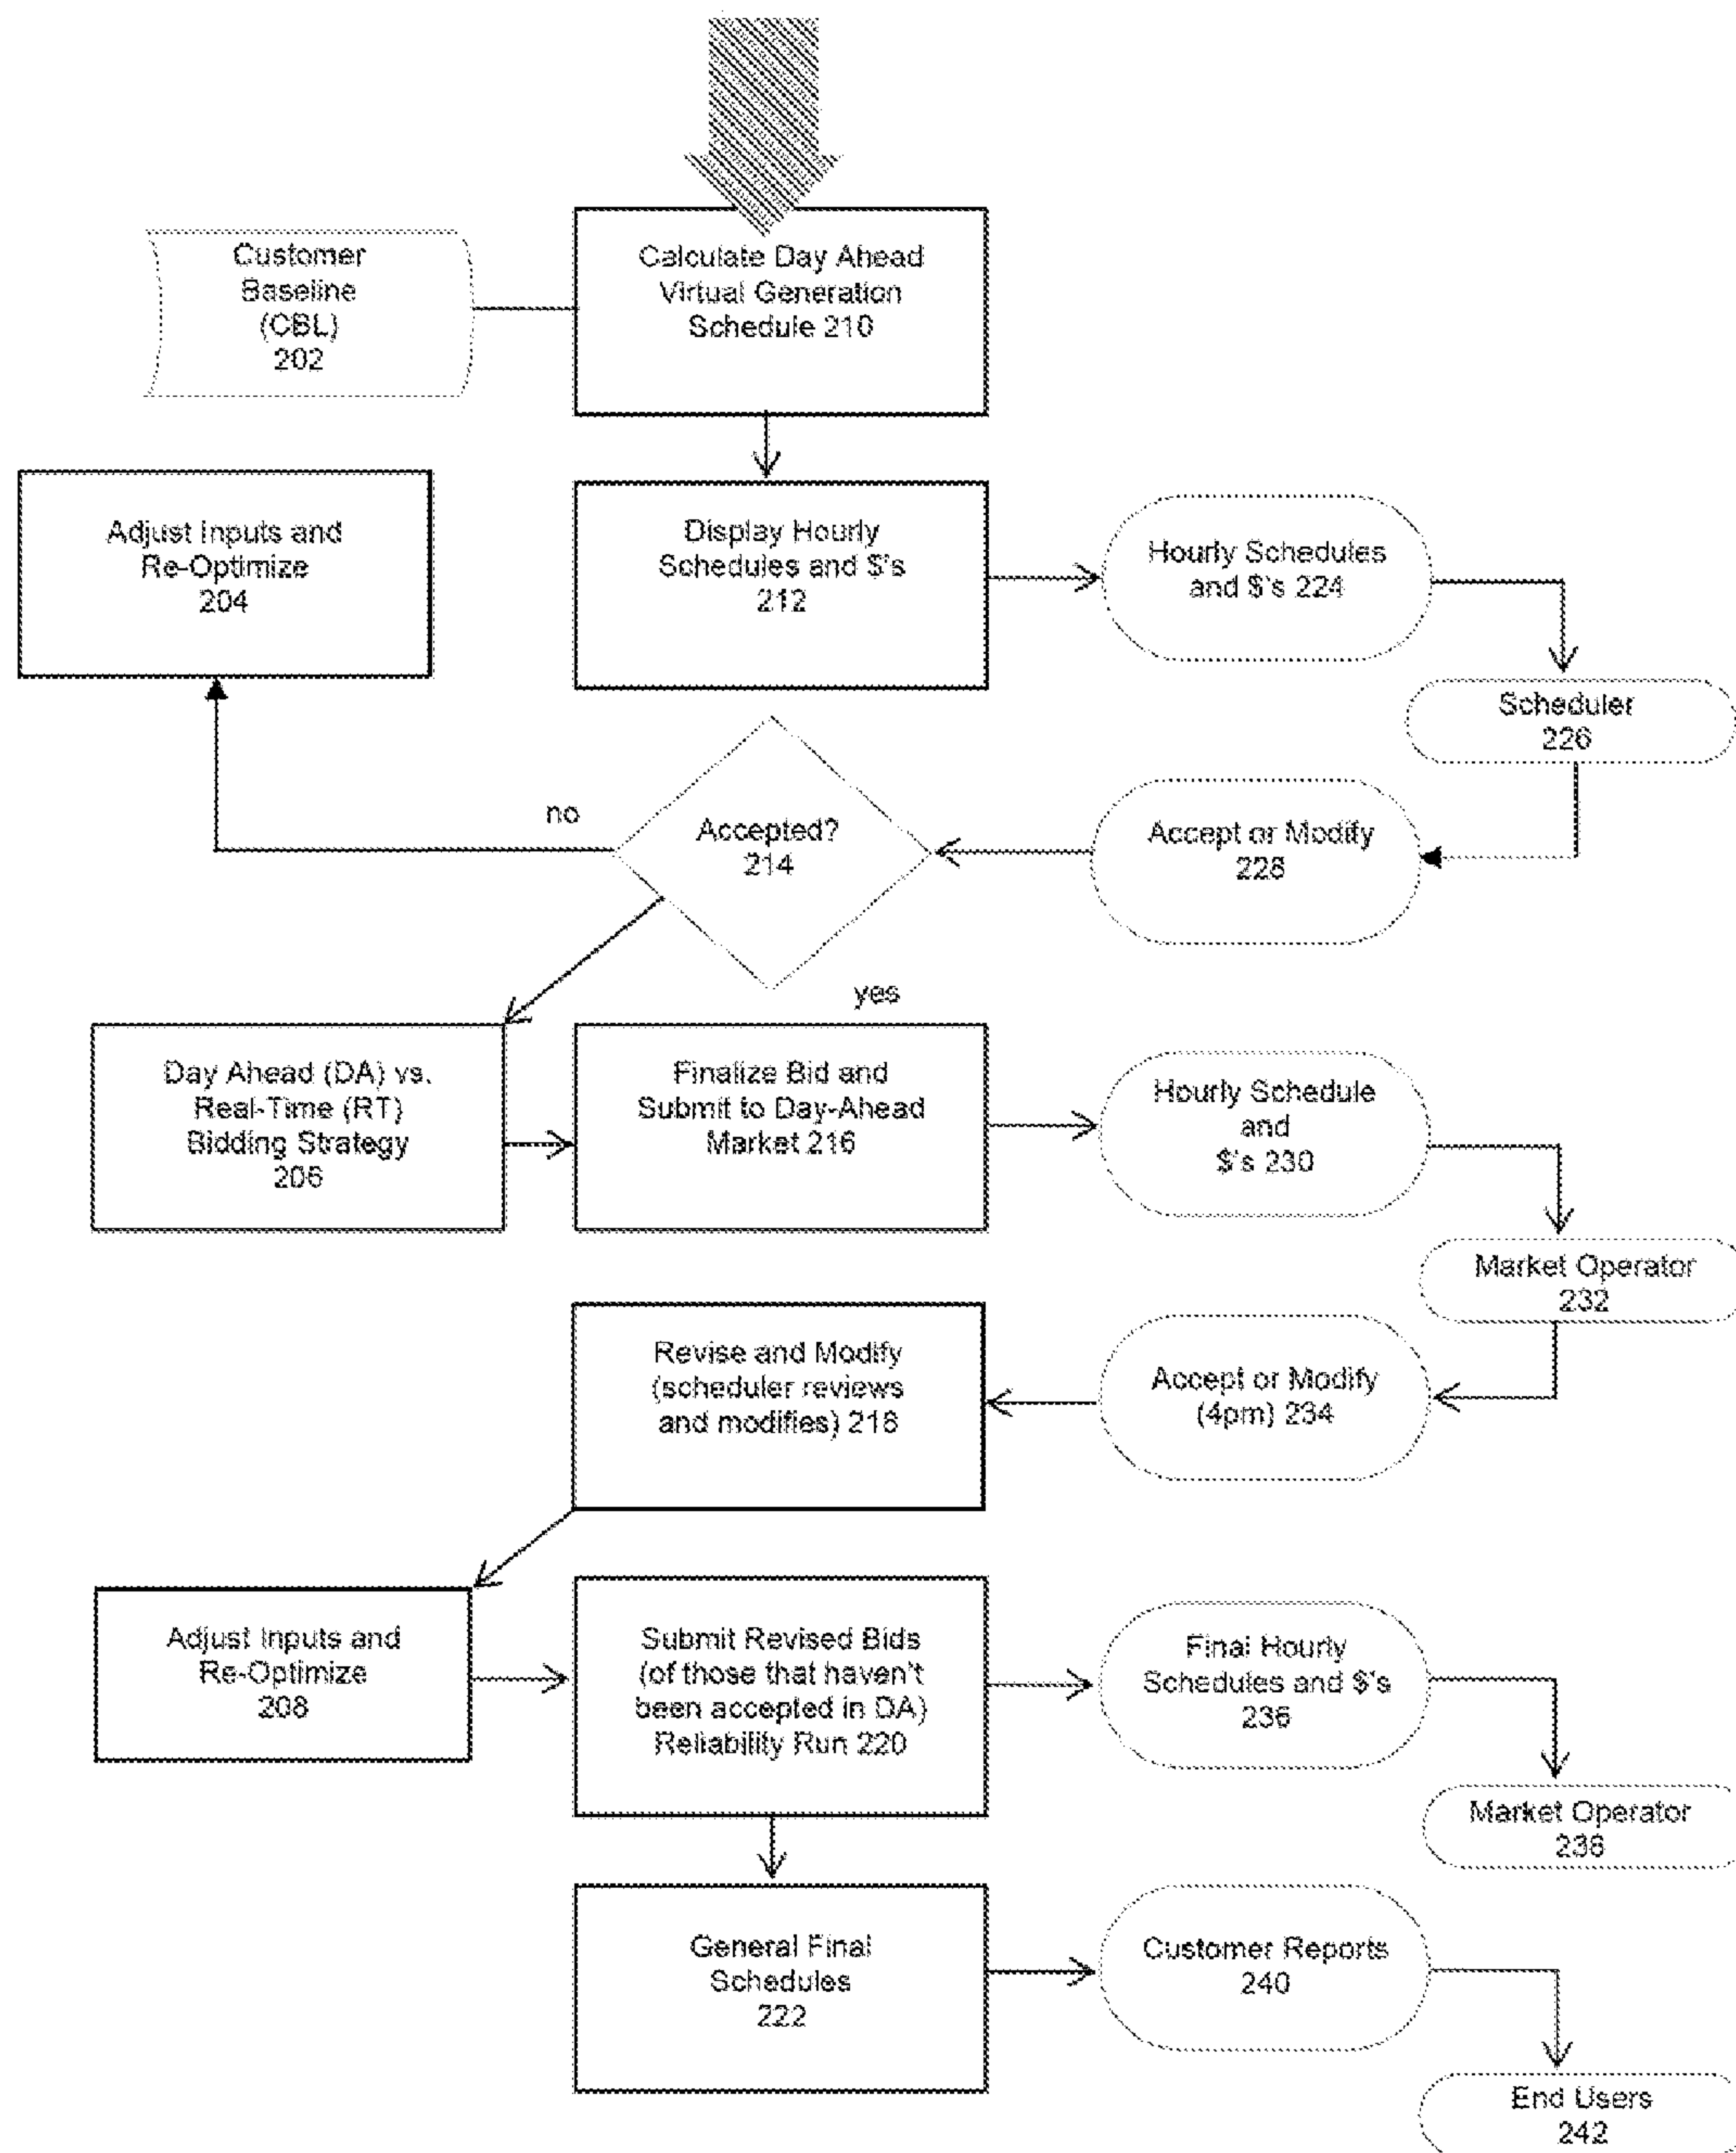 Customer
Baseline
(CBL)
202
Calculate Day Ahead
Virtual Generation
Schedule 210
Adjust Inputs and
Re-Optimize
204
Display Hourly
Schedules and $'s
212
Hourly Schedules
and $'s 224
Scheduler
226
no
Accepted?
214
Accept or Modify
228
yes
Day Ahead (DA) vs.
Real-Time (RT)
Bidding Strategy
206
Finalize Bid and
Submit to Day-Ahead
Market 216
Hourly Schedule
and
$'s 230
Market Operator
232
Revise and Modify
(scheduler reviews
and modifies) 218
Accept or Modify
(4pm) 234
Adjust Inputs and
Re-Optimize
208
Submit Revised Bids
(of those that haven't
been accepted in DA)
Reliability Run 220
Final Hourly
Schedules and $'s
236
Market Operator
238
General Final
Schedules
222
Customer Reports
240
End Users
242